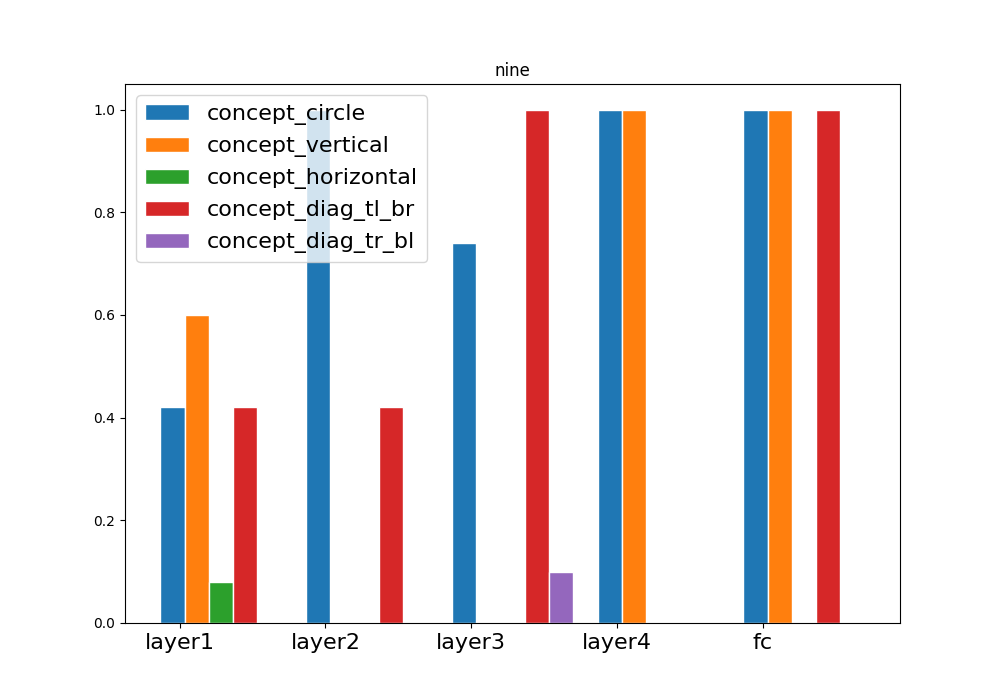 nine
concept_circle
concept_vertical
concept_horizontal
concept_diag_tl_br
concept_diag_tr_bl
1.0
0.8
0.6
0.4
0.2
0.0
layer1 layer2 layer3 layer4 fc